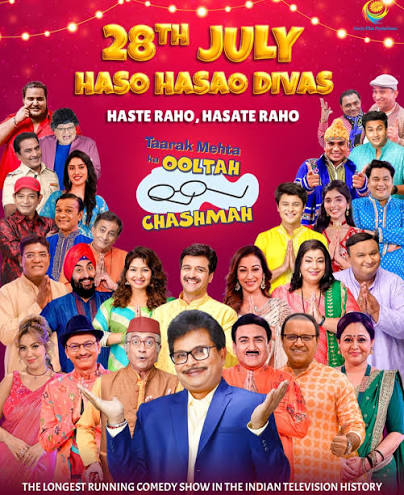 28TH JULY
HASO HASAO DIVAS
HASTE RAHO, HASATE RAHO
Taarak Mehta
ka OOLTAH
CHASHMAH
THE LONGEST RUNNING COMEDY SHOW IN THE INDIAN TELEVISION HISTORY